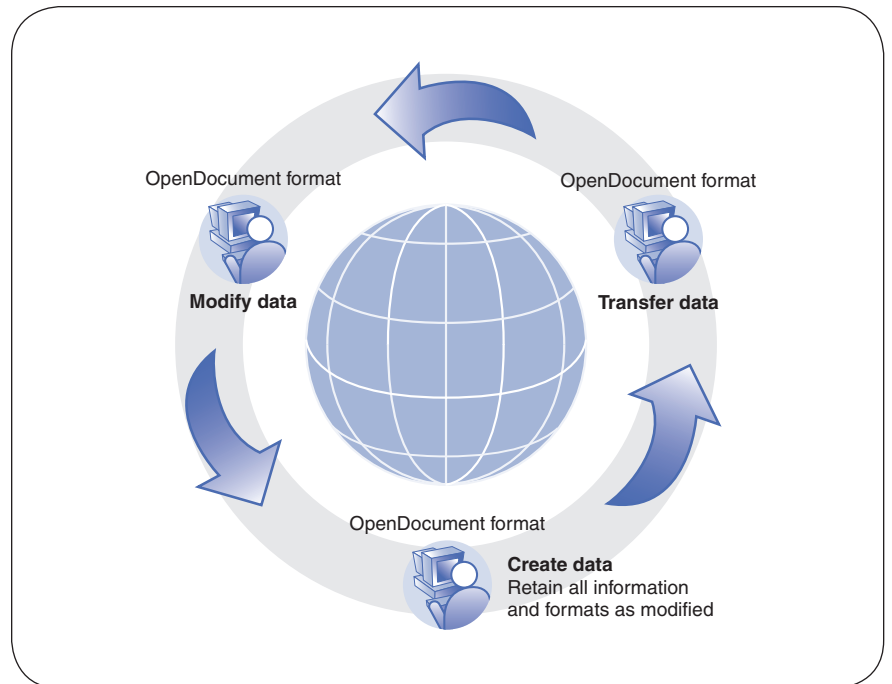 OpenDocument format
Modify data
OpenDocument format
Transfer data
OpenDocument format
Create data
Retain all information
and formats as modified